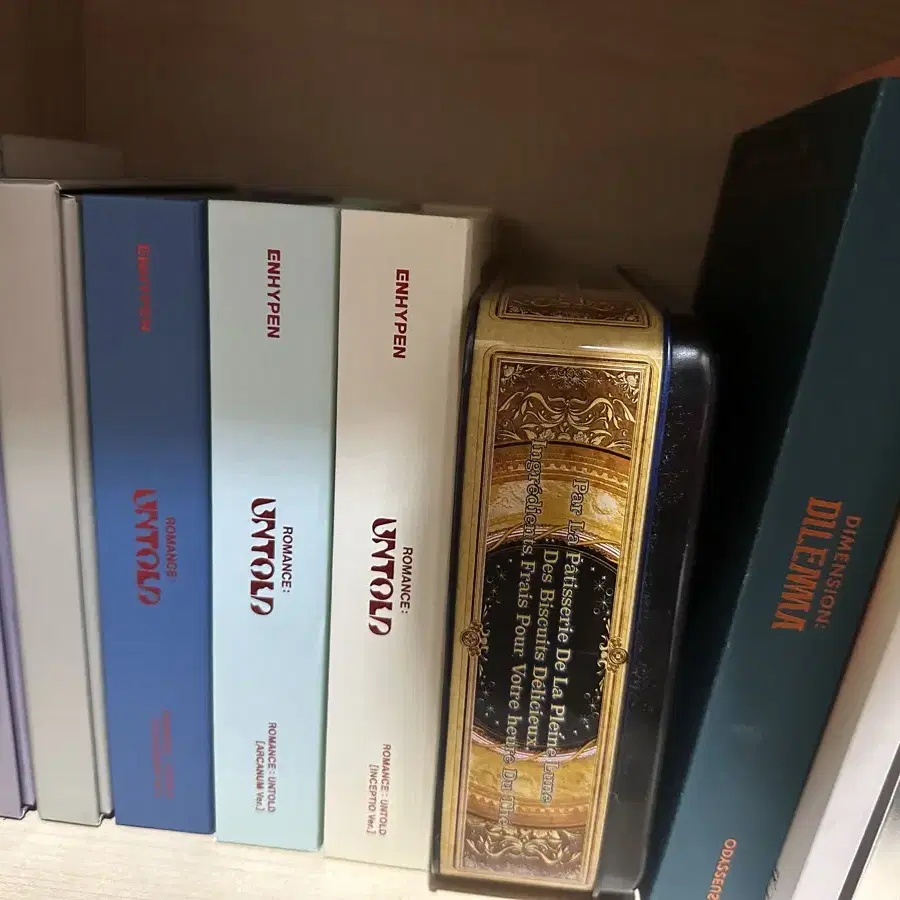 ENHYPEN
ROMANCE:
UNTOLD
ENHYPEN
ROMANCE:
UNTOLD
ROMANCE : UNTOLD
[ARCANUM Ver.]
ENHYPEN
ROMANCE:
UNTOLD
ROMANCE : UNTOLD
[INCEPTIO Ver.]
Par La Pâtisserie De La Pleine Lune
: Des Biscuits Délicieux!
Ingrédients Frais Pour Votre heure Du Thé
DIMENSION:
DILEMMA
ODYSSEUS